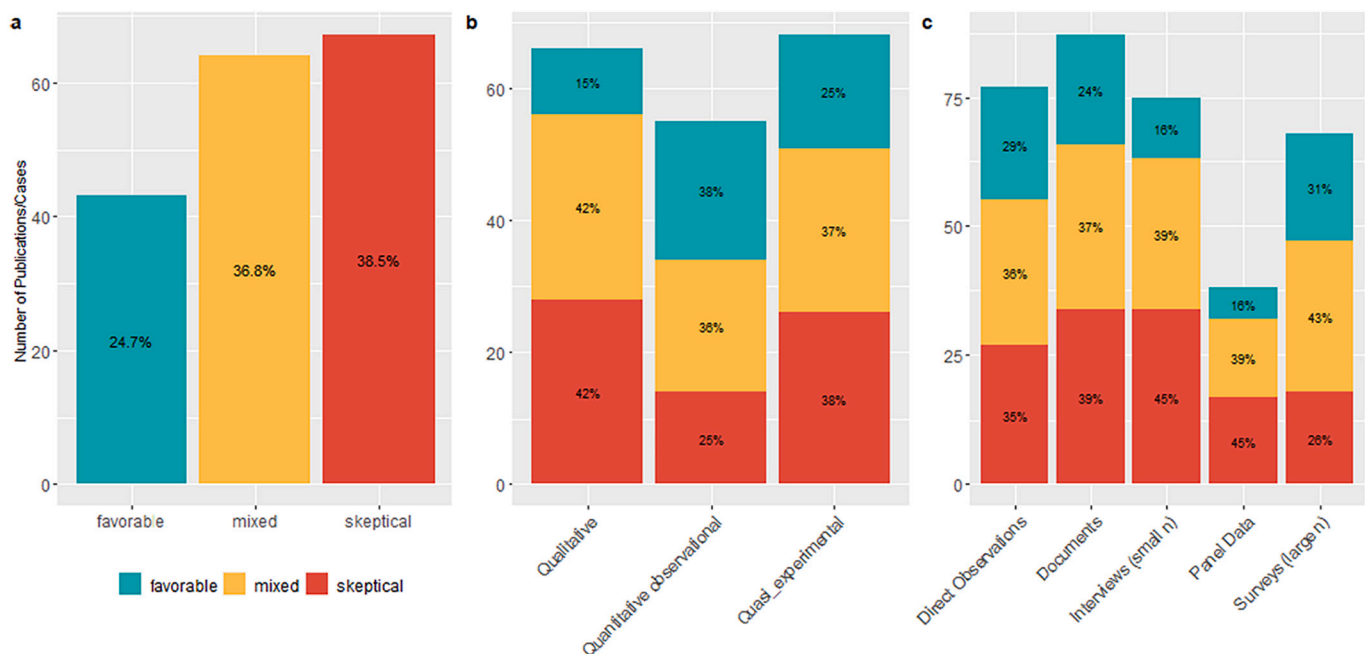 a
Number of Publications/Cases
60
40
20
0
24.7%
36.8%
38.5%
favorable
mixed
skeptical
favorable mixed skeptical
b
60
40
20
0
15%
42%
42%
38%
36%
25%
25%
37%
38%
Qualitative
Quantitative observational
Quasi_experimental
c
75
50
25
0
29%
36%
35%
24%
37%
39%
16%
39%
45%
16%
39%
45%
31%
43%
26%
Direct Observations
Documents
Interviews (small n)
Panel Data
Surveys (large n)